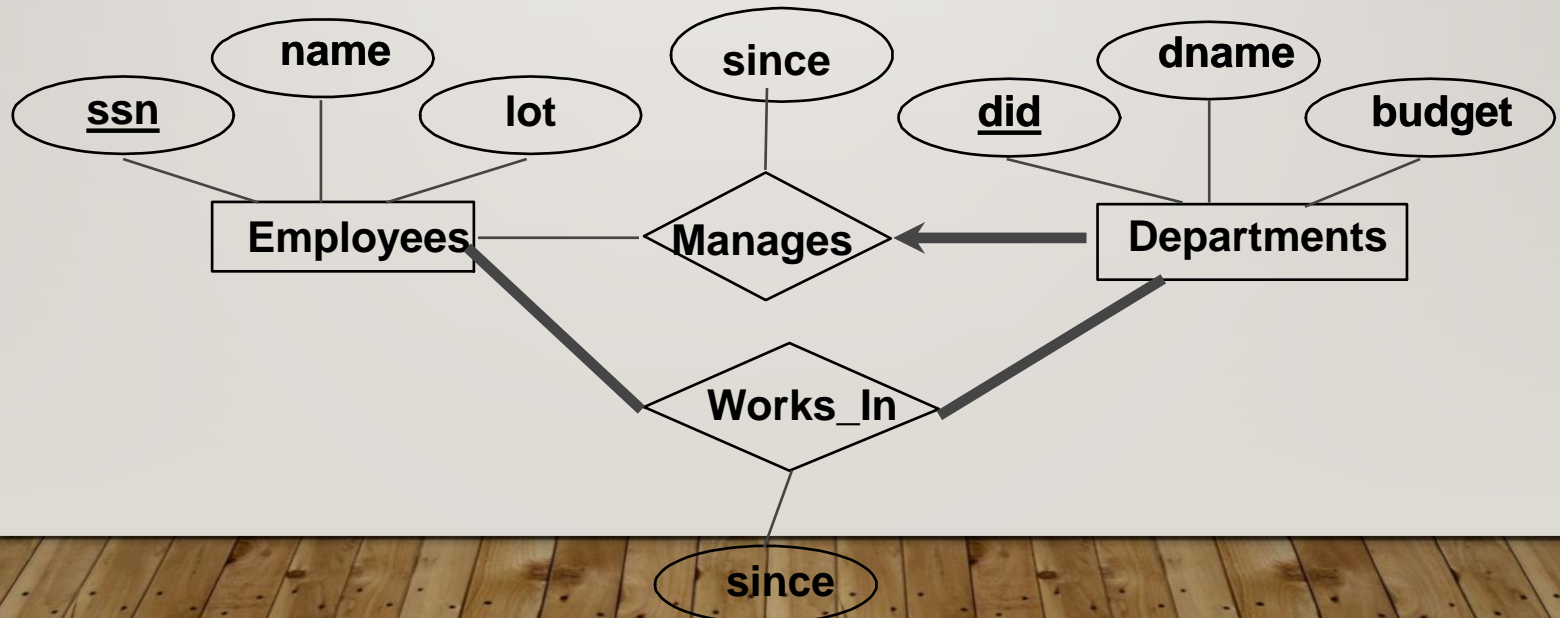 name
since
dname
ssn
lot
did
budget
Employees
Manages
Departments
Works_In
since